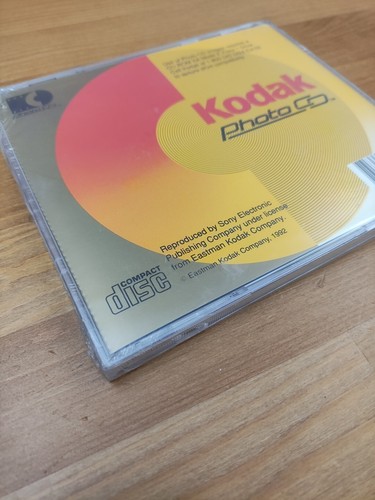 Kodak
Photo CD
Reproduced by Sony Electronic
Publishing Company under license
from Eastman Kodak Company.
© Eastman Kodak Company, 1992
COMPACT
disc